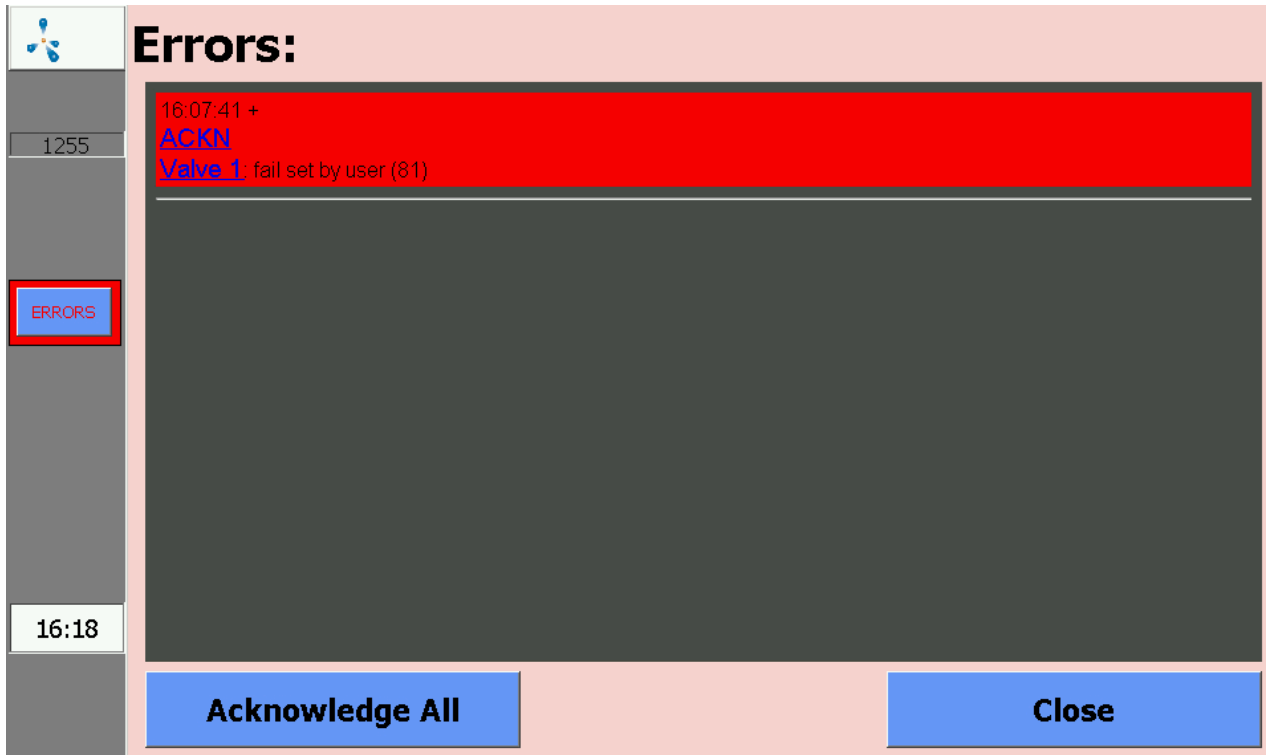 Errors:
16:07:41 +
ACKN
Valve 1: fail set by user (81)
1255
ERRORS
16:18
Acknowledge All
Close